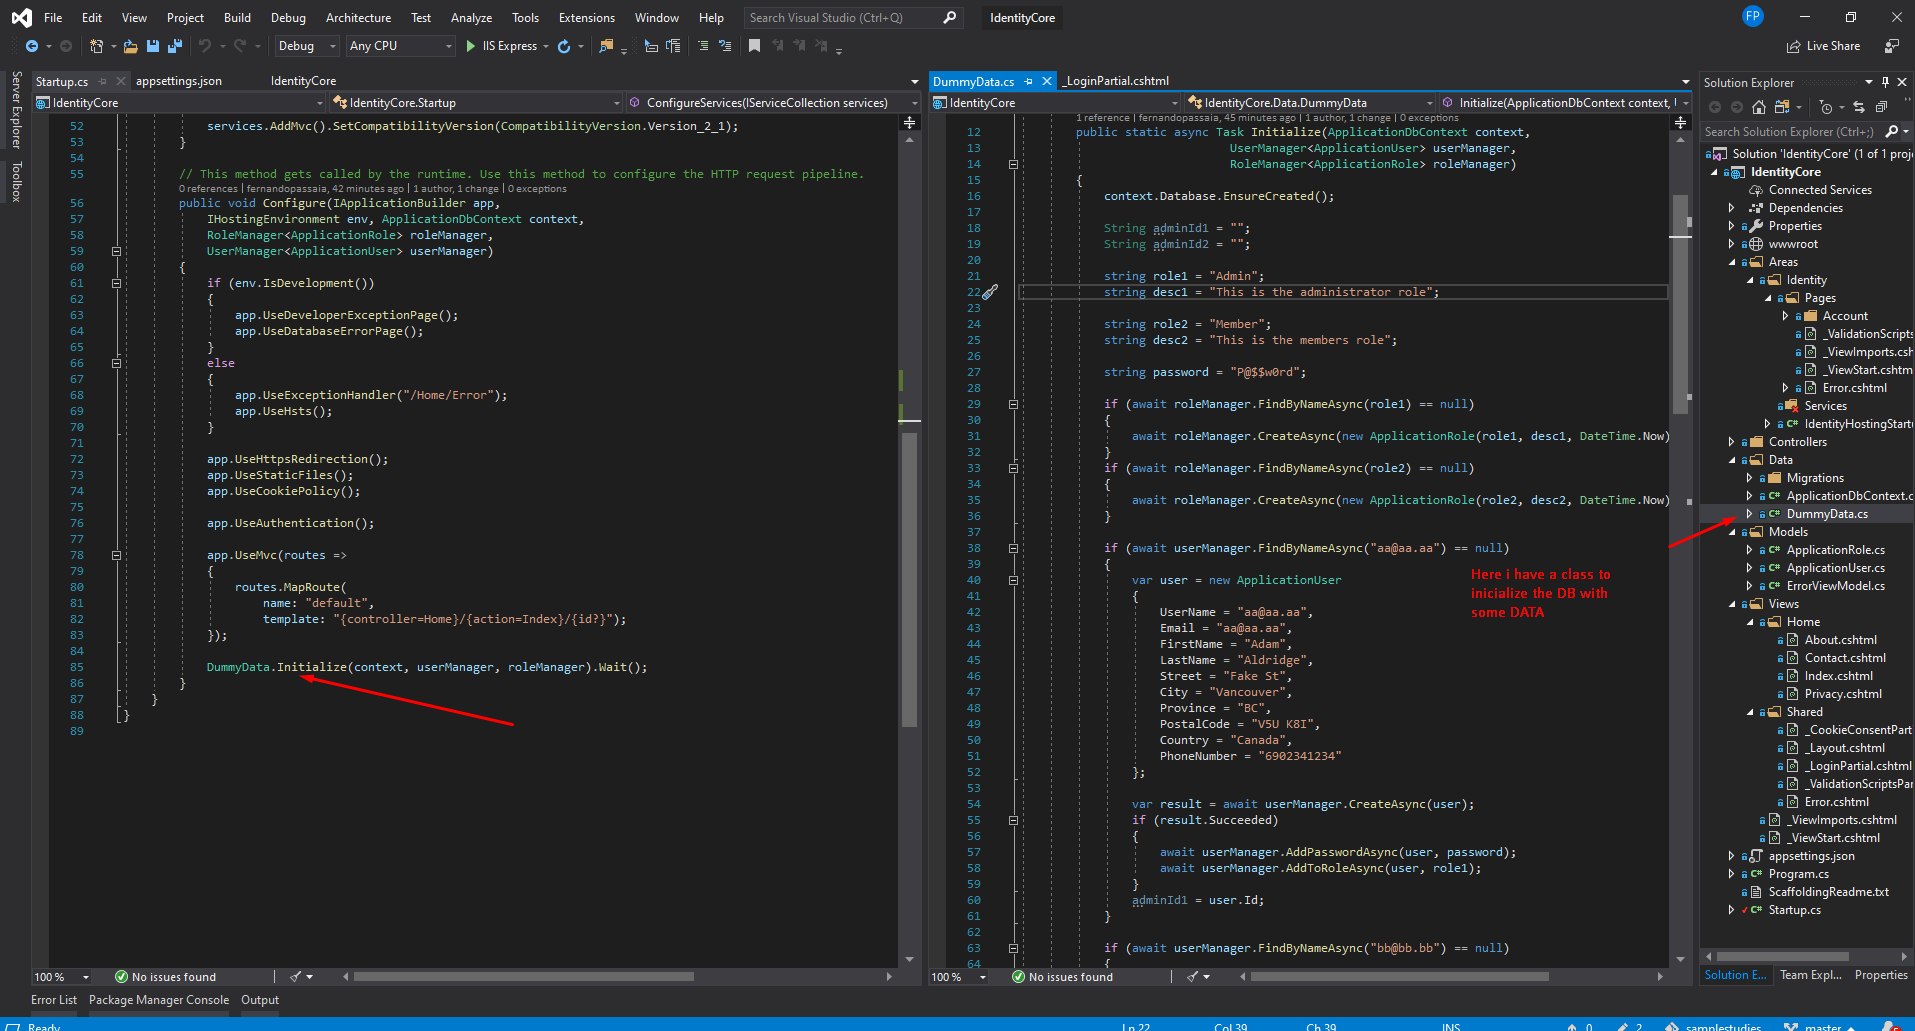 File Edit View Project Build Debug Architecture Test Analyze Tools Extensions Window Help Search Visual Studio (Ctrl+Q) IdentityCore FP
Debug Any CPU IIS Express Live Share
Server Explorer
Toolbox
Startup.cs appsettings.json IdentityCore
IdentityCore IdentityCore.Startup ConfigureServices(IServiceCollection services)
52 services.AddMvc().SetCompatibilityVersion(CompatibilityVersion.Version_2_1);
53 }
54
55 // This method gets called by the runtime. Use this method to configure the HTTP request pipeline.
0 references | fernandopassaia, 42 minutes ago | 1 author, 1 change | 0 exceptions
56 public void Configure(IApplicationBuilder app,
57 IHostingEnvironment env, ApplicationDbContext context,
58 RoleManager<ApplicationRole> roleManager,
59 UserManager<ApplicationUser> userManager)
60 {
61 if (env.IsDevelopment())
62 {
63 app.UseDeveloperExceptionPage();
64 app.UseDatabaseErrorPage();
65 }
66 else
67 {
68 app.UseExceptionHandler("/Home/Error");
69 app.UseHsts();
70 }
71
72 app.UseHttpsRedirection();
73 app.UseStaticFiles();
74 app.UseCookiePolicy();
75
76 app.UseAuthentication();
77
78 app.UseMvc(routes =>
79 {
80 routes.MapRoute(
81 name: "default",
82 template: "{controller=Home}/{action=Index}/{id?}");
83 });
84
85 DummyData.Initialize(context, userManager, roleManager).Wait();
86 }
87 }
88 }
89
100 % No issues found
DummyData.cs _LoginPartial.cshtml
IdentityCore IdentityCore.Data.DummyData Initialize(ApplicationDbContext context,
1 reference | fernandopassaia, 45 minutes ago | 1 author, 1 change | 0 exceptions
12 public static async Task Initialize(ApplicationDbContext context,
13 UserManager<ApplicationUser> userManager,
14 RoleManager<ApplicationRole> roleManager)
15 {
16 context.Database.EnsureCreated();
17
18 String adminId1 = "";
19 String adminId2 = "";
20
21 string role1 = "Admin";
22 string desc1 = "This is the administrator role";
23
24 string role2 = "Member";
25 string desc2 = "This is the members role";
26
27 string password = "P@$$w0rd";
28
29 if (await roleManager.FindByNameAsync(role1) == null)
30 {
31 await roleManager.CreateAsync(new ApplicationRole(role1, desc1, DateTime.Now)
32 }
33 if (await roleManager.FindByNameAsync(role2) == null)
34 {
35 await roleManager.CreateAsync(new ApplicationRole(role2, desc2, DateTime.Now)
36 }
37
38 if (await userManager.FindByNameAsync("aa@aa.aa") == null)
39 {
40 var user = new ApplicationUser
41 {
42 UserName = "aa@aa.aa",
43 Email = "aa@aa.aa",
44 FirstName = "Adam",
45 LastName = "Aldridge",
46 Street = "Fake St",
47 City = "Vancouver",
48 Province = "BC",
49 PostalCode = "V5U K8I",
50 Country = "Canada",
51 PhoneNumber = "6902341234"
52 };
53
54 var result = await userManager.CreateAsync(user);
55 if (result.Succeeded)
56 {
57 await userManager.AddPasswordAsync(user, password);
58 await userManager.AddToRoleAsync(user, role1);
59 }
60 adminId1 = user.Id;
61 }
62
63 if (await userManager.FindByNameAsync("bb@bb.bb") == null)
64 {
Here i have a class to
inicialize the DB with
some DATA
100 % No issues found
Solution Explorer
Search Solution Explorer (Ctrl+;)
Solution 'IdentityCore' (1 of 1 proj
IdentityCore
Connected Services
Dependencies
Properties
wwwroot
Areas
Identity
Pages
Account
_ValidationScripts
_ViewImports.csh
_ViewStart.cshtm
Error.cshtml
Services
IdentityHostingStart
Controllers
Data
Migrations
ApplicationDbContext.c
DummyData.cs
Models
ApplicationRole.cs
ApplicationUser.cs
ErrorViewModel.cs
Views
Home
About.cshtml
Contact.cshtml
Index.cshtml
Privacy.cshtml
Shared
_CookieConsentPart
_Layout.cshtml
_LoginPartial.cshtml
_ValidationScriptsPar
Error.cshtml
_ViewImports.cshtml
_ViewStart.cshtml
appsettings.json
Program.cs
ScaffoldingReadme.txt
Startup.cs
Solution E... Team Expl... Properties
Error List Package Manager Console Output
Ready Ln 22 Col 39 Ch 39 INS 0 2 samplestudies master